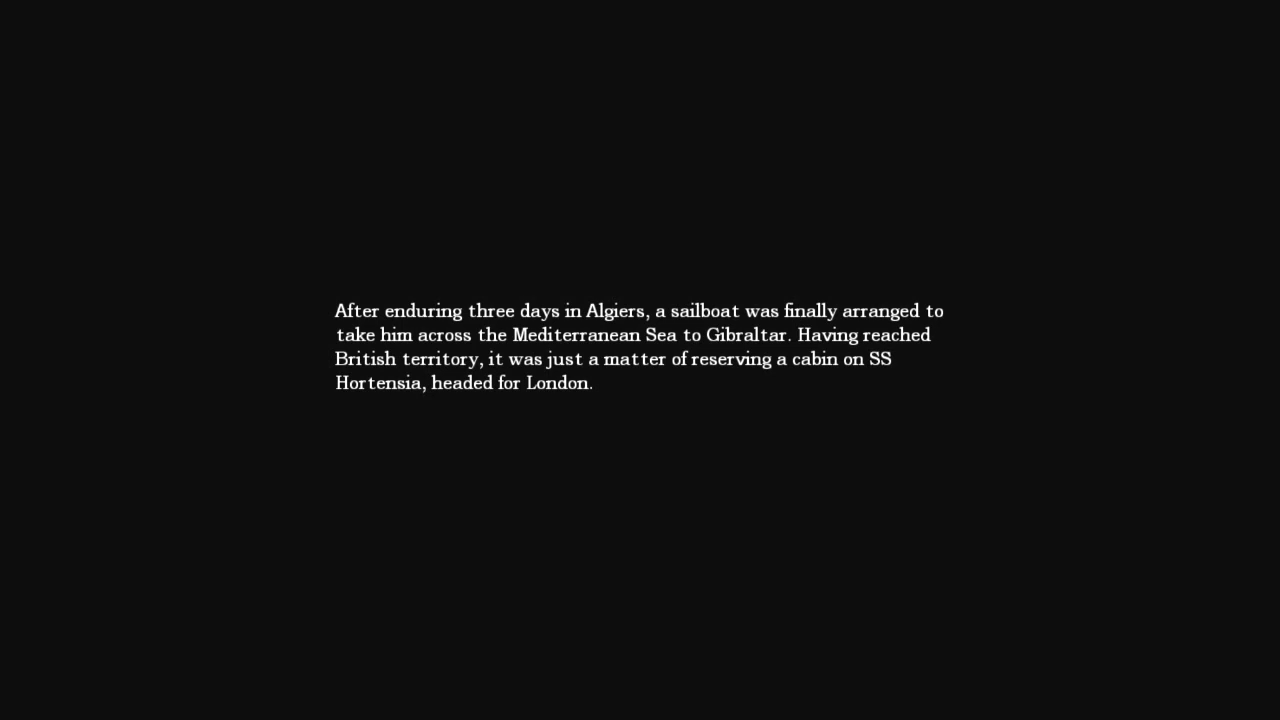 After enduring three days in Algiers, a sailboat was finally arranged to
take him across the Mediterranean Sea to Gibraltar. Having reached
British territory, it was just a matter of reserving a cabin on SS
Hortensia, headed for London.